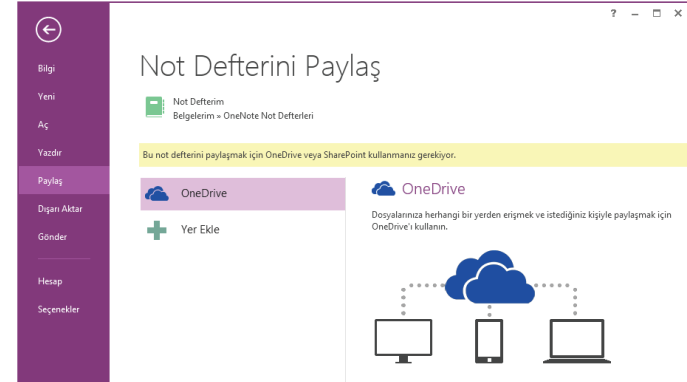 ?
Bilgi
Yeni
Aç
Yazdır
Paylaş
Dışarı Aktar
Gönder
Hesap
Seçenekler
Not Defterini Paylaş
Not Defterim
Belgelerim » OneNote Not Defterleri
Bu not defterini paylaşmak için OneDrive veya SharePoint kullanmanız gerekiyor.
OneDrive
Yer Ekle
OneDrive
Dosyalarınıza herhangi bir yerden erişmek ve istediğiniz kişiyle paylaşmak için
OneDrive'ı kullanın.